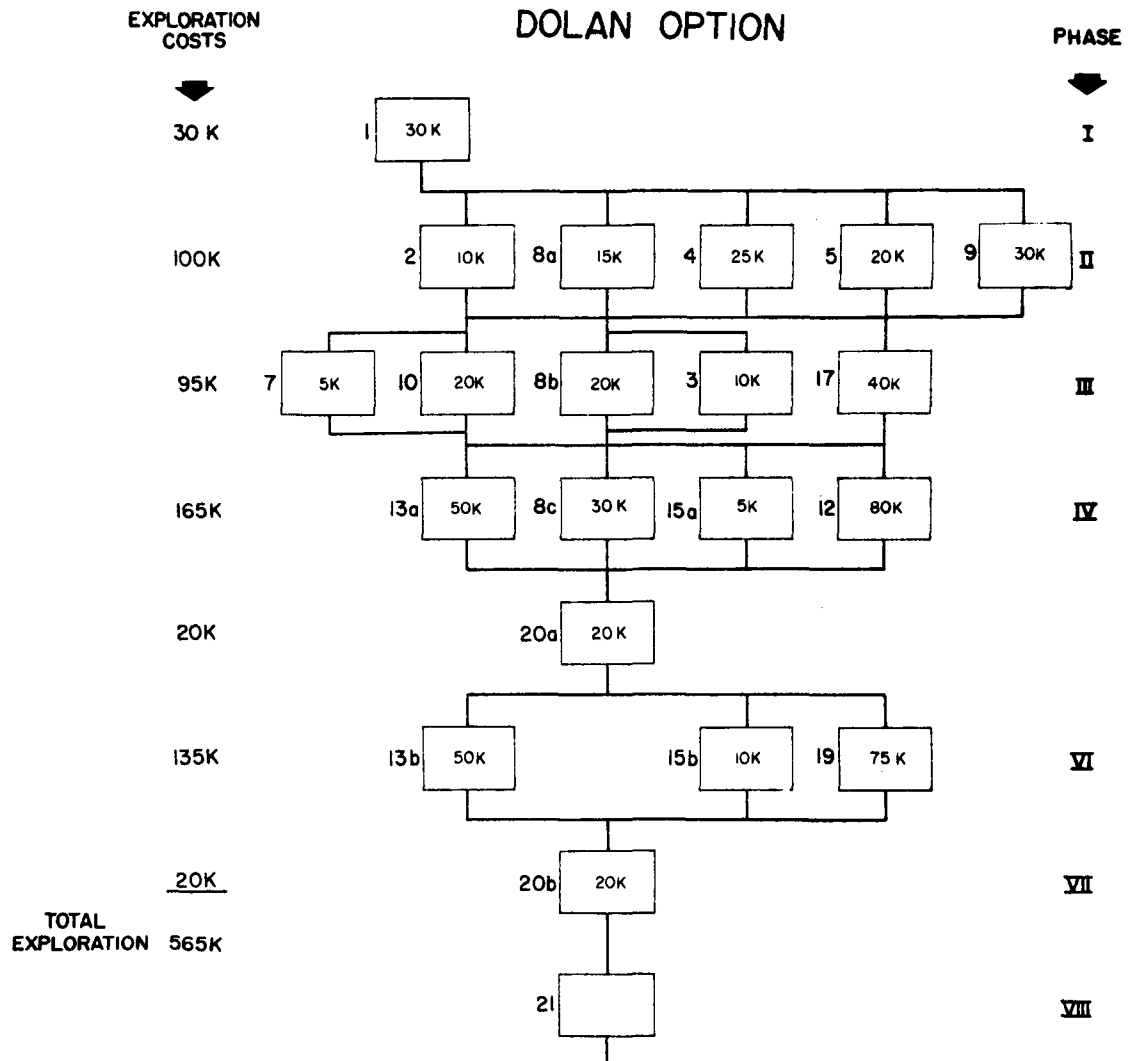 DOLAN OPTION
EXPLORATION
COSTS
PHASE
30 K
1 30 K
I
100K
2 10K 8a 15K 4 25K 5 20K 9 30K
II
95K
7 5K 10 20K 8b 20K 3 10K 17 40K
III
165K
13a 50K 8c 30K 15a 5K 12 80K
IV
20K
20a 20K
135K
13b 50K 15b 10K 19 75 K
VI
20K
20b 20K
VII
TOTAL
EXPLORATION 565K
21
VIII